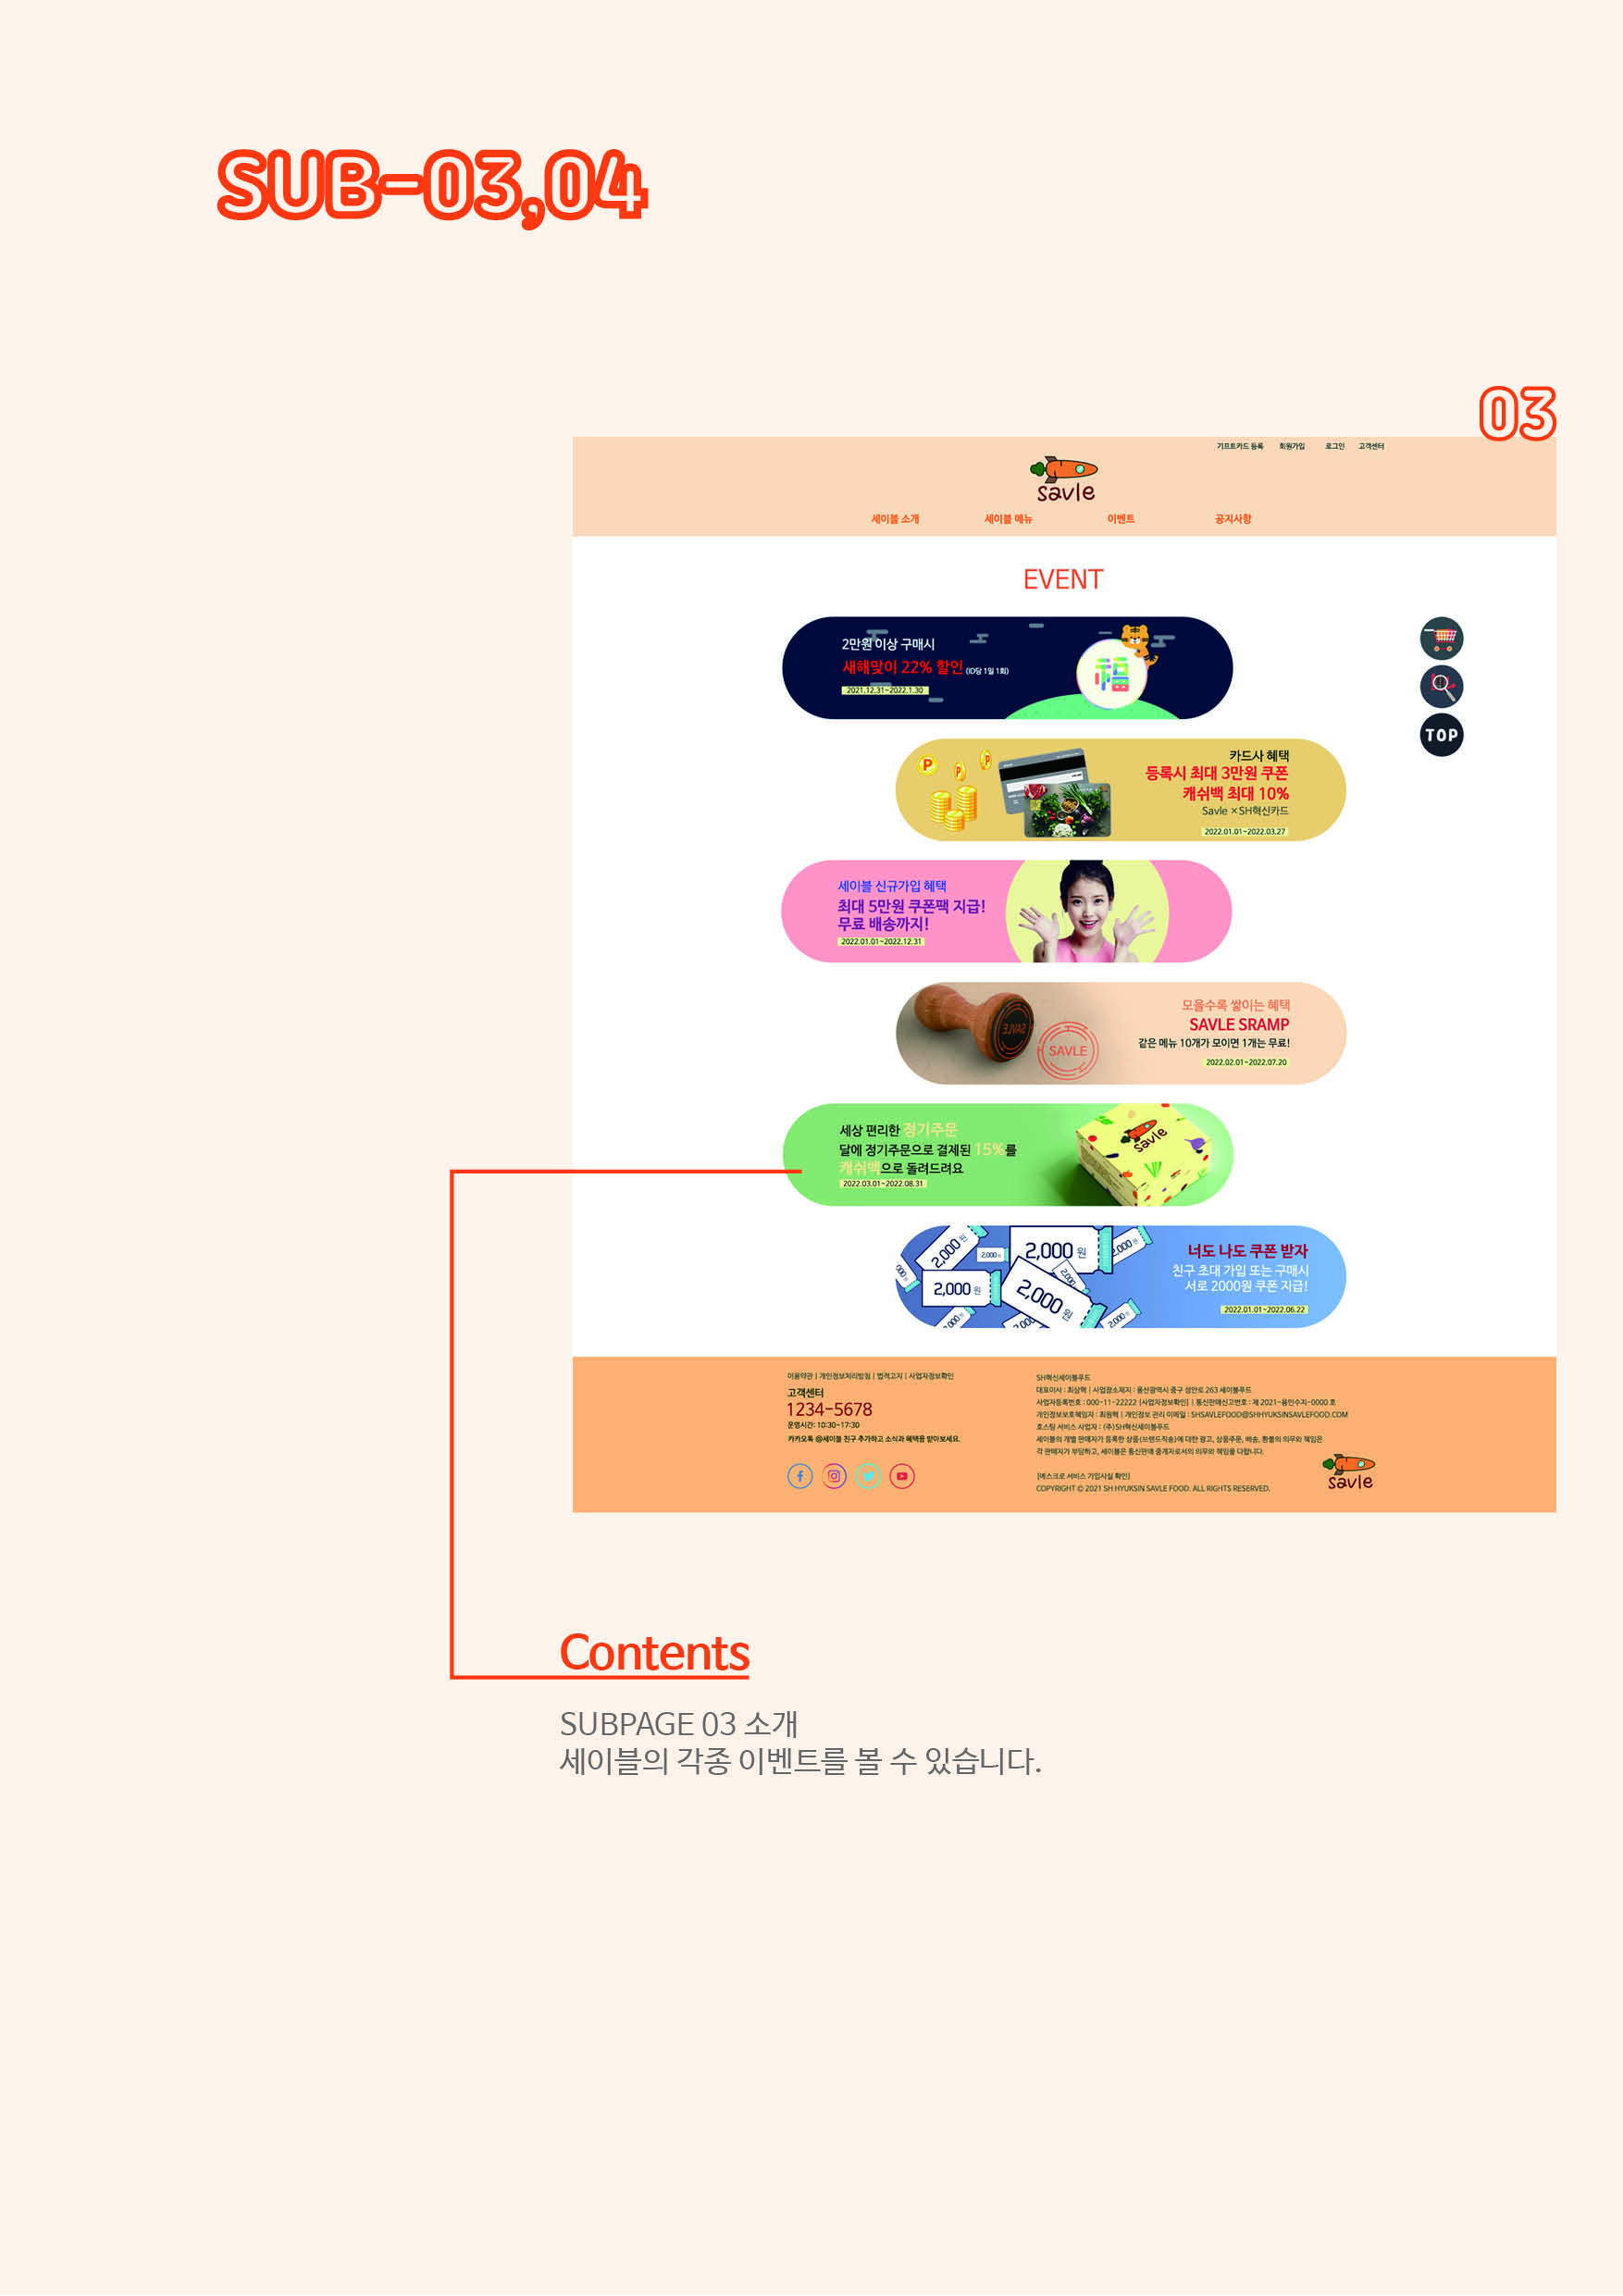 SUB-03,04
03
기프트카드 등록 회원가입 로그인 고객센터
savle
세이블 소개 세이블 메뉴 이벤트 공지사항
EVENT
2만원 이상 구매시
새해맞이 22% 할인 (ID당 1일 1회)
2021.12.31~2022.1.30
福
TOP
P P P
카드사 혜택
등록시 최대 3만원 쿠폰
캐쉬백 최대 10%
Savle ×SH혁신카드
2022.01.01~2022.03.27
세이블 신규가입 혜택
최대 5만원 쿠폰팩 지급!
무료 배송까지!
2022.01.01~2022.12.31
SAVLE
SAVLE
모을수록 쌓이는 혜택
SAVLE SRAMP
같은 메뉴 10개가 모이면 1개는 무료!
2022.02.01~2022.07.20
세상 편리한 정기주문
달에 정기주문으로 결제된 15%를
캐쉬백으로 돌려드려요
2022.03.01~2022.08.31
savle
2,000 원
2,000 원
2,000 원
2,000 원
2,000 원
2,000 원
너도 나도 쿠폰 받자
친구 초대 가입 또는 구매시
서로 2000원 쿠폰 지급!
2022.01.01~2022.06.22
이용약관 | 개인정보처리방침 | 법적고지 | 사업자정보확인
고객센터
1234-5678
운영시간: 10:30~17:30
카카오톡 @세이블 친구 추가하고 소식과 혜택을 받아보세요.
SH혁신세이블푸드
대표이사 : 최상혁 | 사업장소재지 : 울산광역시 중구 성안로 263 세이블푸드
사업자등록번호 : 000-11-22222 [사업자정보확인] | 통신판매신고번호 : 제 2021-용인수지-0000 호
개인정보보호책임자 : 최원혁 | 개인정보 관리 이메일 : SHSAVLEFOOD@SHHYUKSINSAVLEFOOD.COM
호스팅 서비스 사업자 : (주)SH혁신세이블푸드
세이블의 개별 판매자가 등록한 상품(브랜드직송)에 대한 광고, 상품주문, 배송, 환불의 의무와 책임은
각 판매자가 부담하고, 세이블은 통신판매 중개자로서의 의무와 책임을 다합니다.
[에스크로 서비스 가입사실 확인]
COPYRIGHT © 2021 SH HYUKSIN SAVLE FOOD. ALL RIGHTS RESERVED.
savle
Contents
SUBPAGE 03 소개
세이블의 각종 이벤트를 볼 수 있습니다.